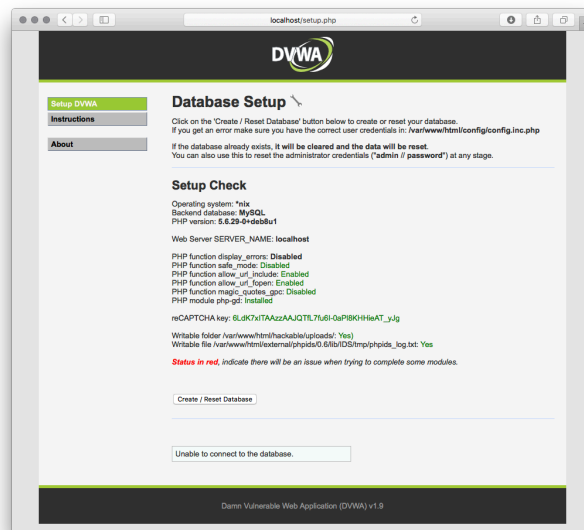 localhost/setup.php
DVWA
Setup DVWA
Instructions
About
Database Setup
Click on the 'Create / Reset Database' button below to create or reset your database.
If you get an error make sure you have the correct user credentials in: /var/www/html/config/config.inc.php
If the database already exists, it will be cleared and the data will be reset.
You can also use this to reset the administrator credentials ("admin // password") at any stage.
Setup Check
Operating system: *nix
Backend database: MySQL
PHP version: 5.6.29-0+deb8u1
Web Server SERVER_NAME: localhost
PHP function display_errors: Disabled
PHP function safe_mode: Disabled
PHP function allow_url_include: Enabled
PHP function allow_url_fopen: Enabled
PHP function magic_quotes_gpc: Disabled
PHP module php-gd: Installed
reCAPTCHA key: 6LdK7xITAAzzAAJQTfL7fu6I-0aPl8KHHieAT_yJg
Writable folder /var/www/html/hackable/uploads/: Yes)
Writable file /var/www/html/external/phpids/0.6/lib/IDS/tmp/phpids_log.txt: Yes
Status in red, indicate there will be an issue when trying to complete some modules.
Create / Reset Database
Unable to connect to the database.
Damn Vulnerable Web Application (DVWA) v1.9